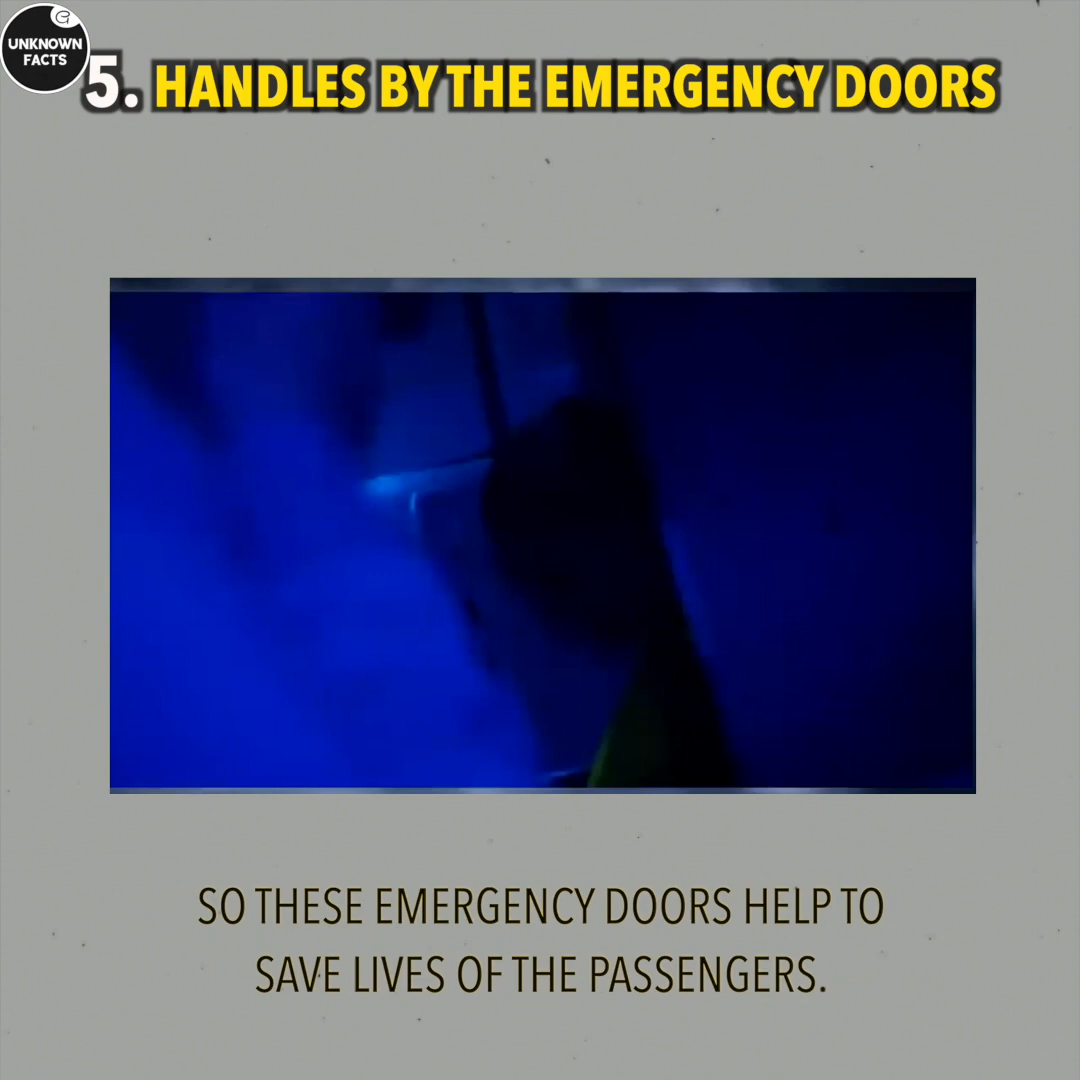 G
UNKNOWN
FACTS
5. HANDLES BY THE EMERGENCY DOORS
SO THESE EMERGENCY DOORS HELP TO
SAVE LIVES OF THE PASSENGERS.